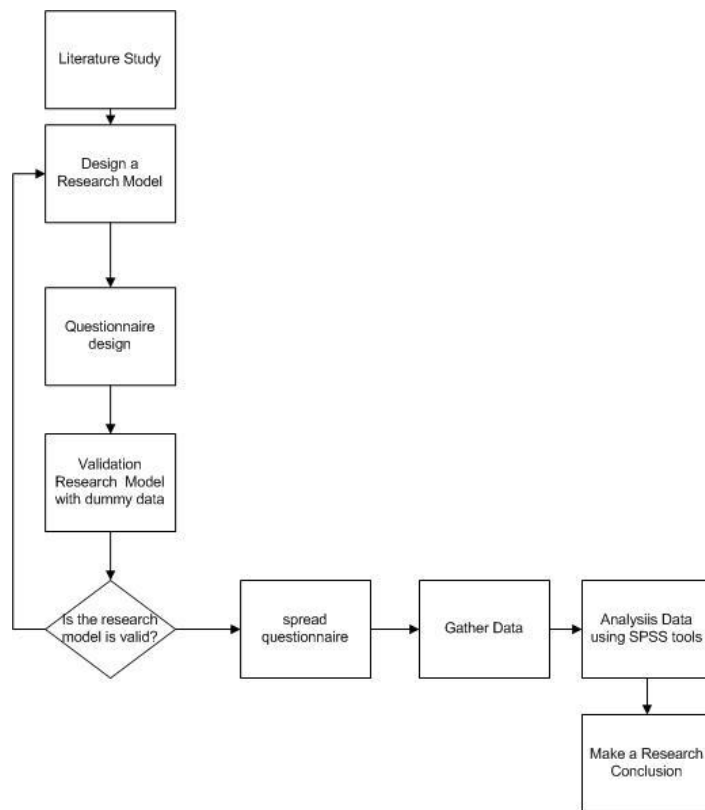 Literature Study
Design a
Research Model
Questionnaire
design
Validation
Research Model
with dummy data
Is the research
model is valid?
spread
questionnaire
Gather Data
Analysiis Data
using SPSS tools
Make a Research
Conclusion